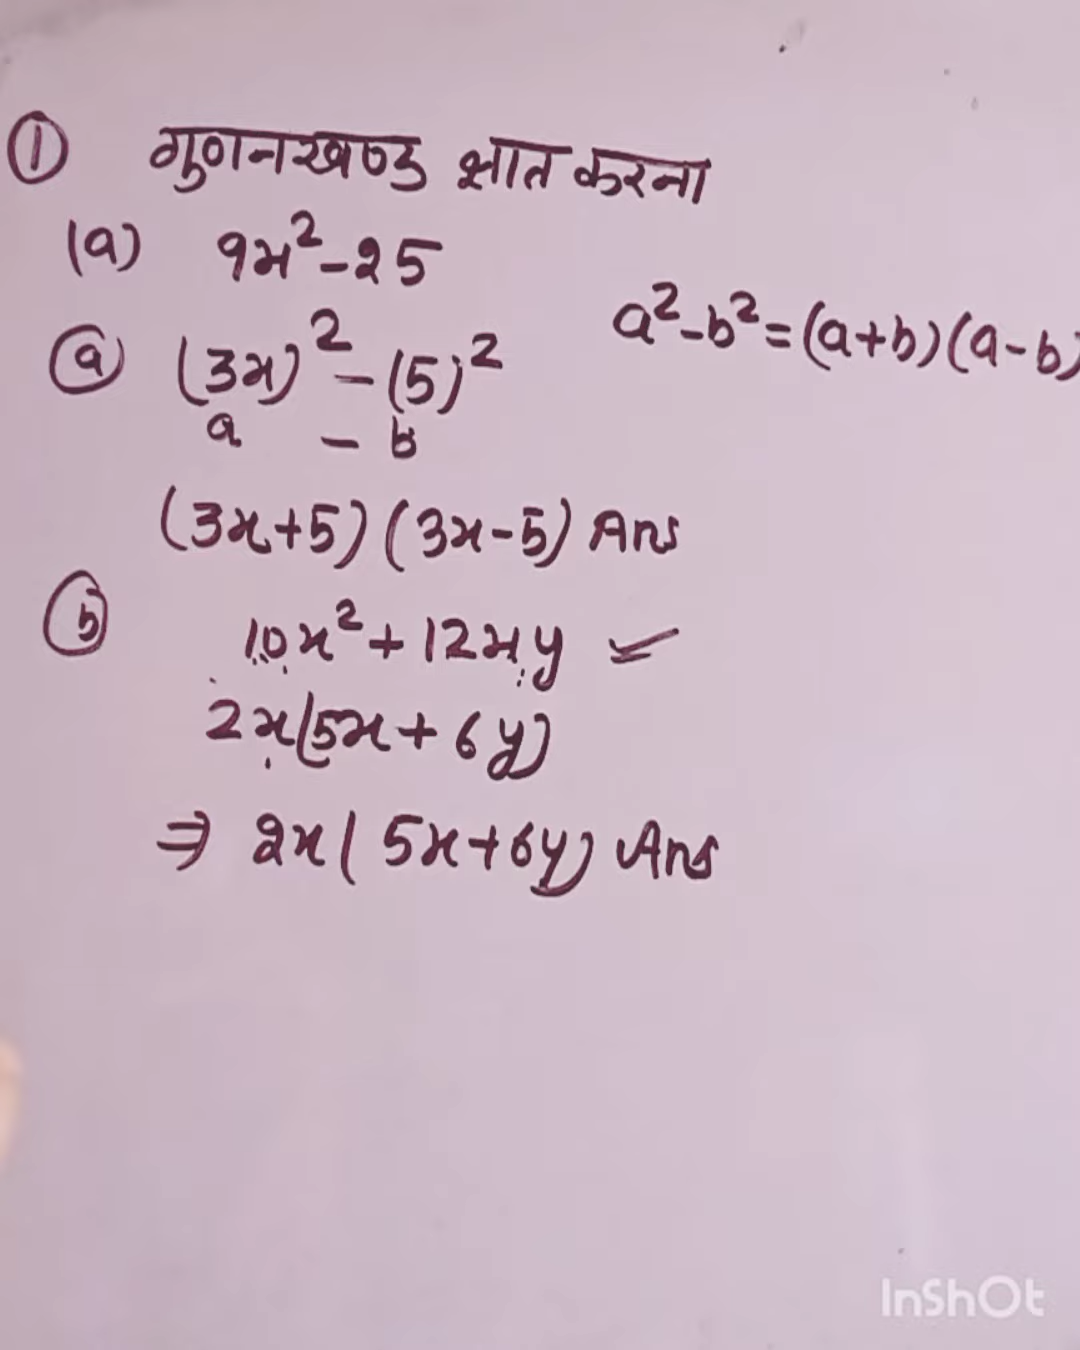 ① गुणनखण्ड ज्ञात करना
(a) 9x²-25
a²-b²=(a+b)(a-b)
ⓐ (3x)²-(5)²
a - b
(3x+5)(3x-5) Ans
ⓑ 10x²+12xy ✓
2x(5x+6y)
⇒ 2x(5x+6y) Ans
InShOt